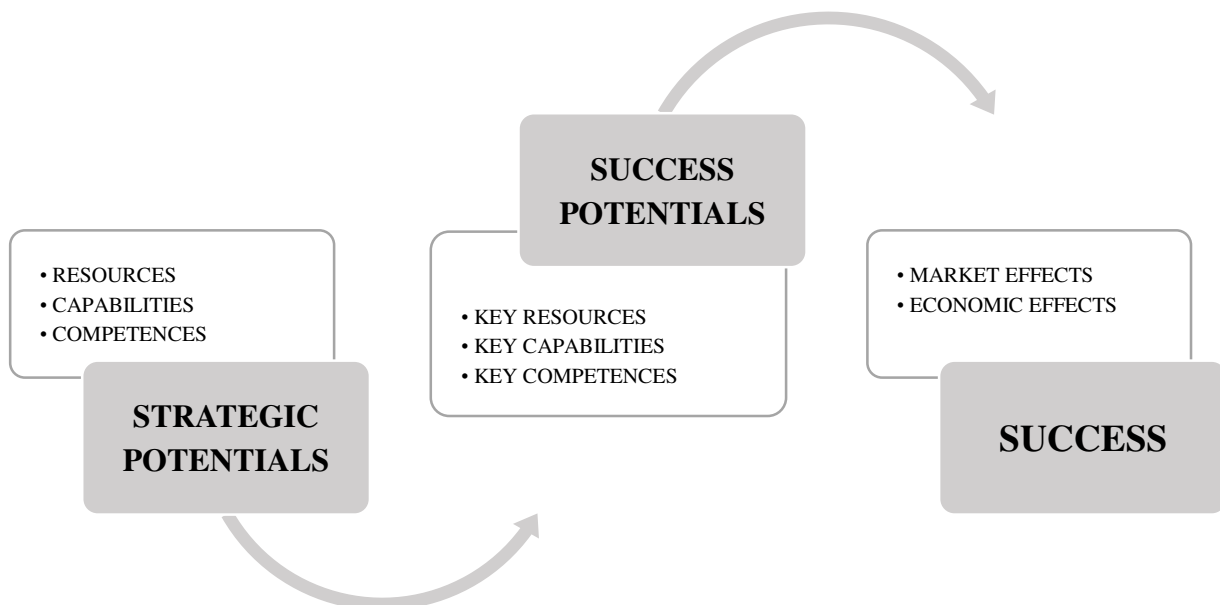 • RESOURCES
• CAPABILITIES
• COMPETENCES
STRATEGIC
POTENTIALS
SUCCESS
POTENTIALS
• KEY RESOURCES
• KEY CAPABILITIES
• KEY COMPETENCES
• MARKET EFFECTS
• ECONOMIC EFFECTS
SUCCESS